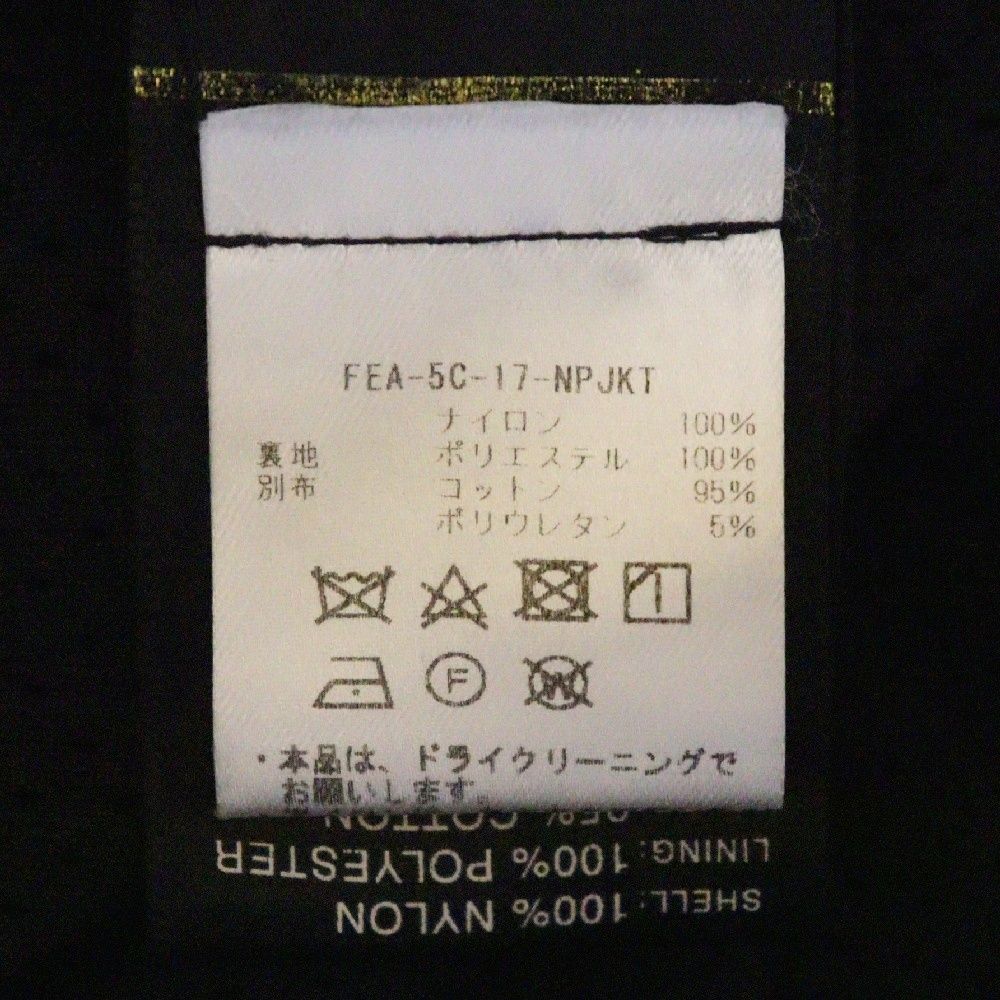 FEA-5C-17-NPJKT
ナイロン 100%
裏地 ポリエステル 100%
別布 コットン 95%
ポリウレタン 5%
F
W
・本品は、ドライクリーニングで
お願いします。
95% COTTON
LINING: 100% POLYESTER
SHELL: 100% NYLON